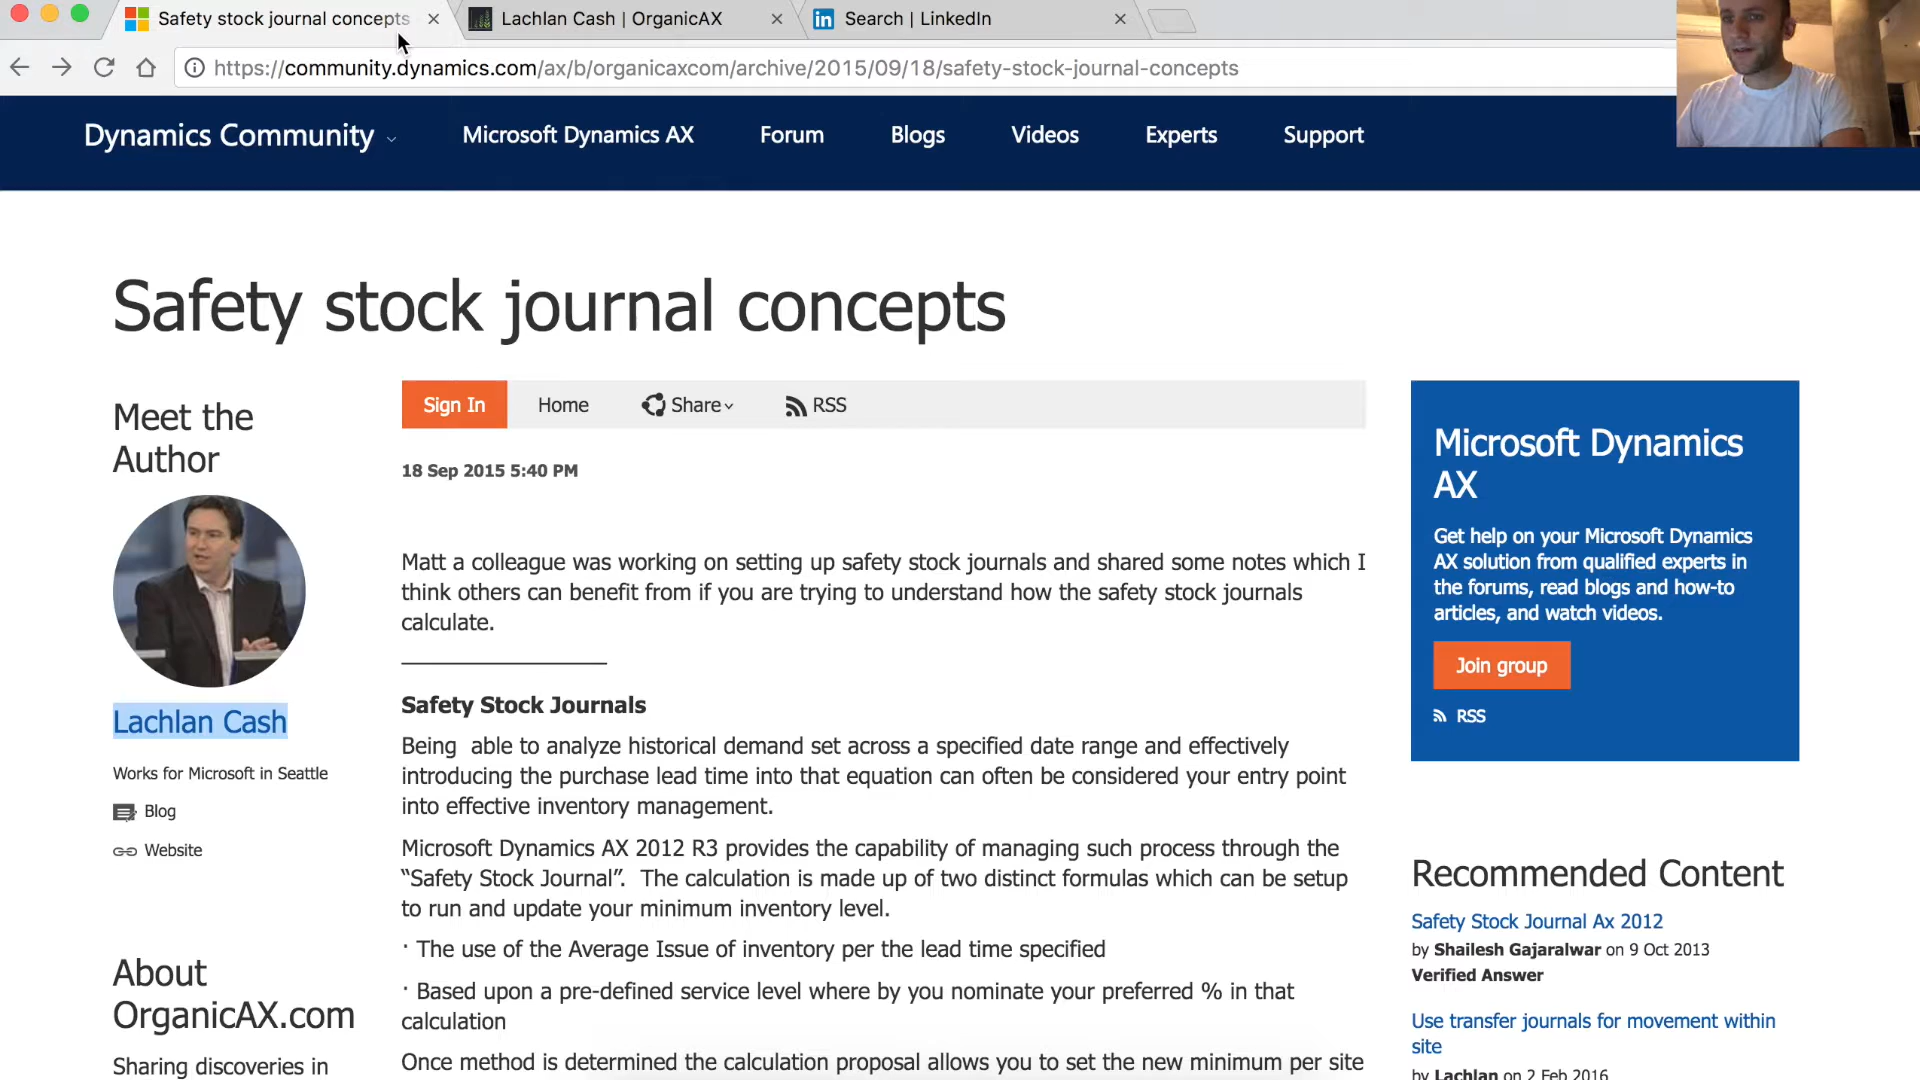 Safety stock journal concepts
Lachlan Cash | OrganicAX
Search | LinkedIn
https://community.dynamics.com/ax/b/organicaxcom/archive/2015/09/18/safety-stock-journal-concepts
Dynamics Community
Microsoft Dynamics AX
Forum
Blogs
Videos
Experts
Support
Safety stock journal concepts
Meet the
Author
Lachlan Cash
Works for Microsoft in Seattle
Blog
Website
About
OrganicAX.com
Sharing discoveries in
Sign In
Home
Share
RSS
18 Sep 2015 5:40 PM
Matt a colleague was working on setting up safety stock journals and shared some notes which I
think others can benefit from if you are trying to understand how the safety stock journals
calculate.
Safety Stock Journals
Being  able to analyze historical demand set across a specified date range and effectively
introducing the purchase lead time into that equation can often be considered your entry point
into effective inventory management.
Microsoft Dynamics AX 2012 R3 provides the capability of managing such process through the
“Safety Stock Journal”.  The calculation is made up of two distinct formulas which can be setup
to run and update your minimum inventory level.
· The use of the Average Issue of inventory per the lead time specified
· Based upon a pre-defined service level where by you nominate your preferred % in that
calculation
Once method is determined the calculation proposal allows you to set the new minimum per site
Microsoft Dynamics
AX
Get help on your Microsoft Dynamics
AX solution from qualified experts in
the forums, read blogs and how-to
articles, and watch videos.
Join group
RSS
Recommended Content
Safety Stock Journal Ax 2012
by Shailesh Gajaralwar on 9 Oct 2013
Verified Answer
Use transfer journals for movement within
site
by Lachlan on 2 Feb 2016